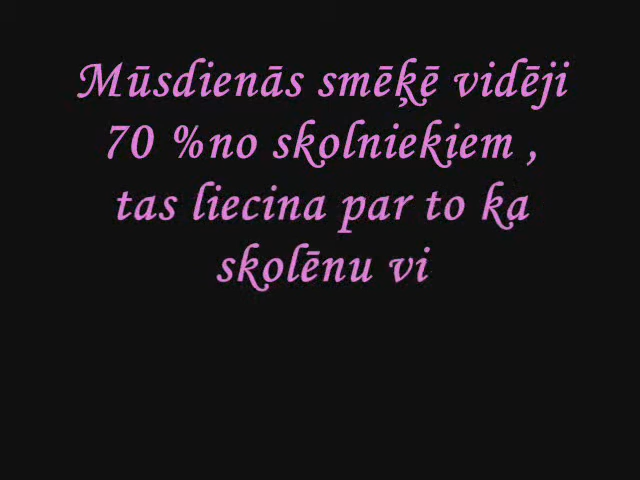 Mūsdienās smēķē vidēji
70 %no skolniekiem ,
tas liecina par to ka
skolēnu vi